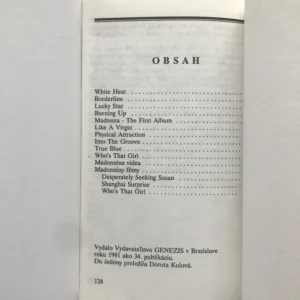 OBSAH
White Heat
Borderline
Lucky Star
Burning Up
Madonna - The First Album
Like A Virgin
Physical Attraction
Into The Groove
True Blue
Who's That Girl
Madonnina videa
Madonniny filmy
Desperately Seeking Susan
Shanghai Surprise
Who's That Girl
Vydalo Vydavateľstvo GENEZIS v Bratislave
roku 1991 ako 34. publikáciu.
Do češtiny preložila Dorota Kolová.
128